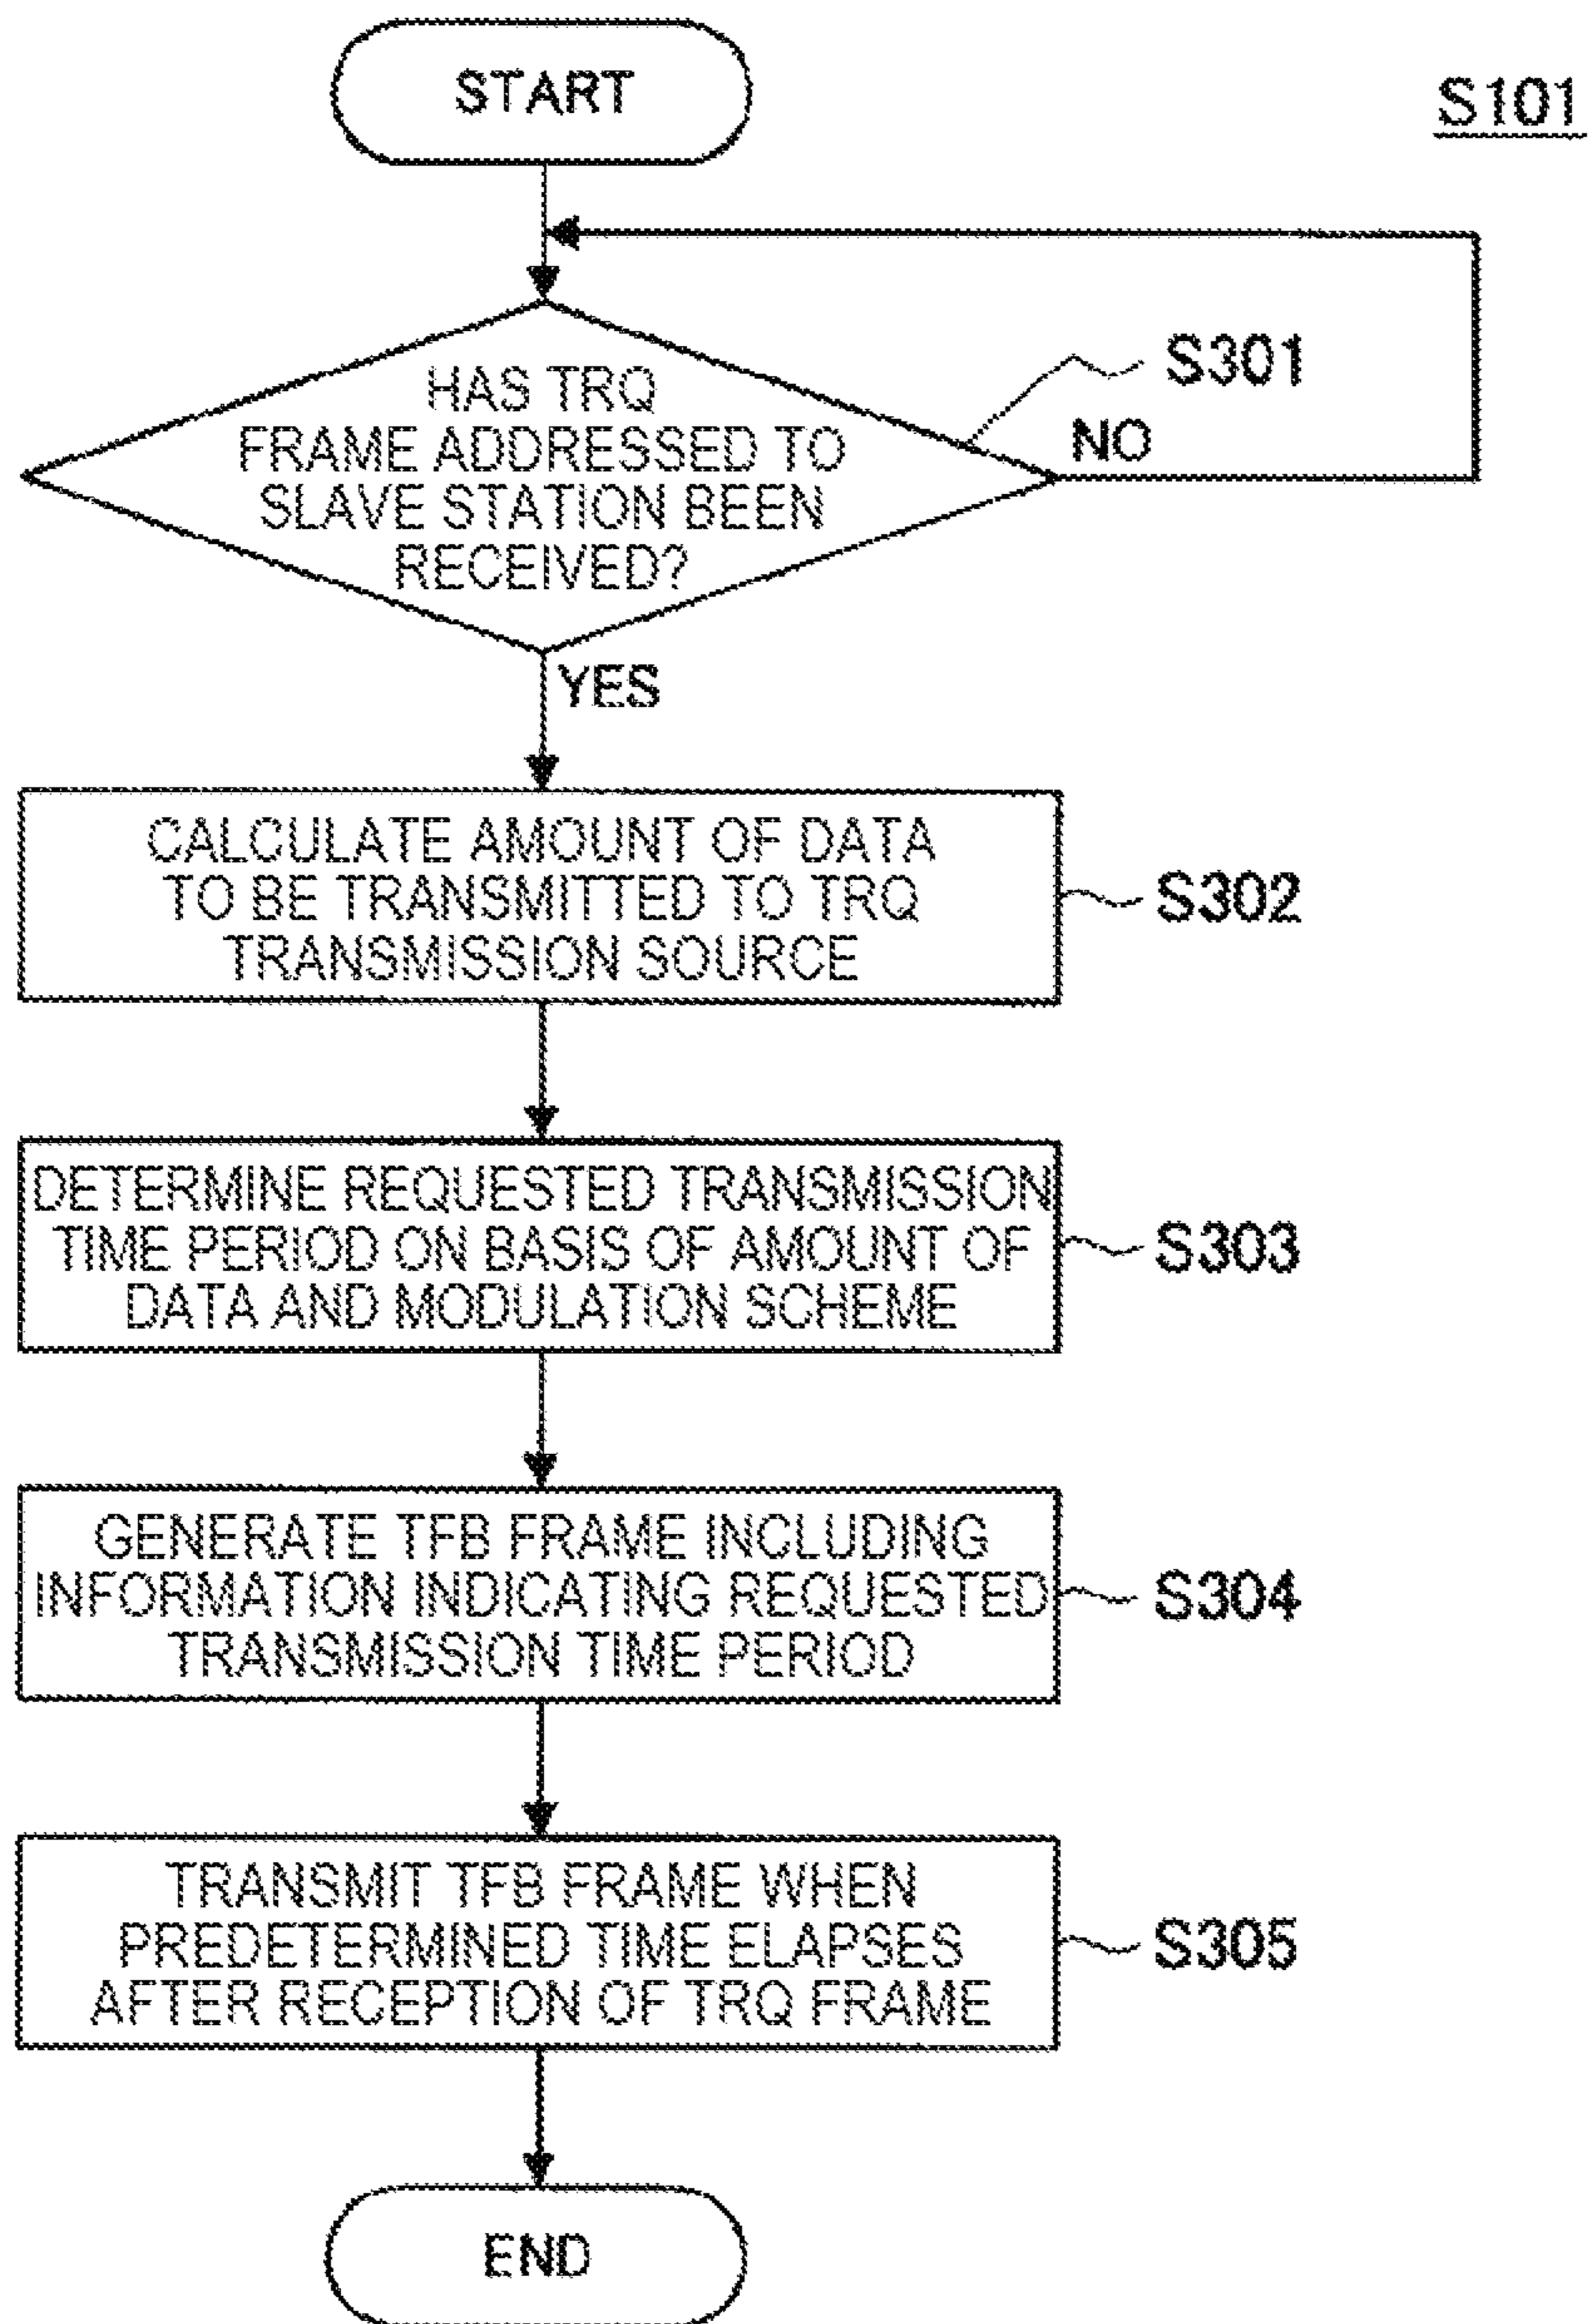 START
S101
HAS TRQ
FRAME ADDRESSED TO
SLAVE STATION BEEN
RECEIVED?
S301
NO
YES
CALCULATE AMOUNT OF DATA
TO BE TRANSMITTED TO TRQ
TRANSMISSION SOURCE
S302
DETERMINE REQUESTED TRANSMISSION
TIME PERIOD ON BASIS OF AMOUNT OF
DATA AND MODULATION SCHEME
S303
GENERATE TFB FRAME INCLUDING
INFORMATION INDICATING REQUESTED
TRANSMISSION TIME PERIOD
S304
TRANSMIT TFB FRAME WHEN
PREDETERMINED TIME ELAPSES
AFTER RECEPTION OF TRQ FRAME
S305
END